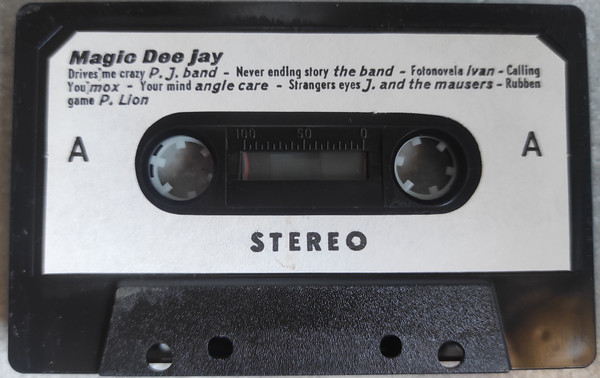 Magic Dee jay
Drives me crazy P. J. band - Never ending story the band - Fotonovela Ivan - Calling
You mox - Your mind angle care - Strangers eyes J. and the mausers - Rubben
game P. Lion
A
A
100 50 0
STEREO